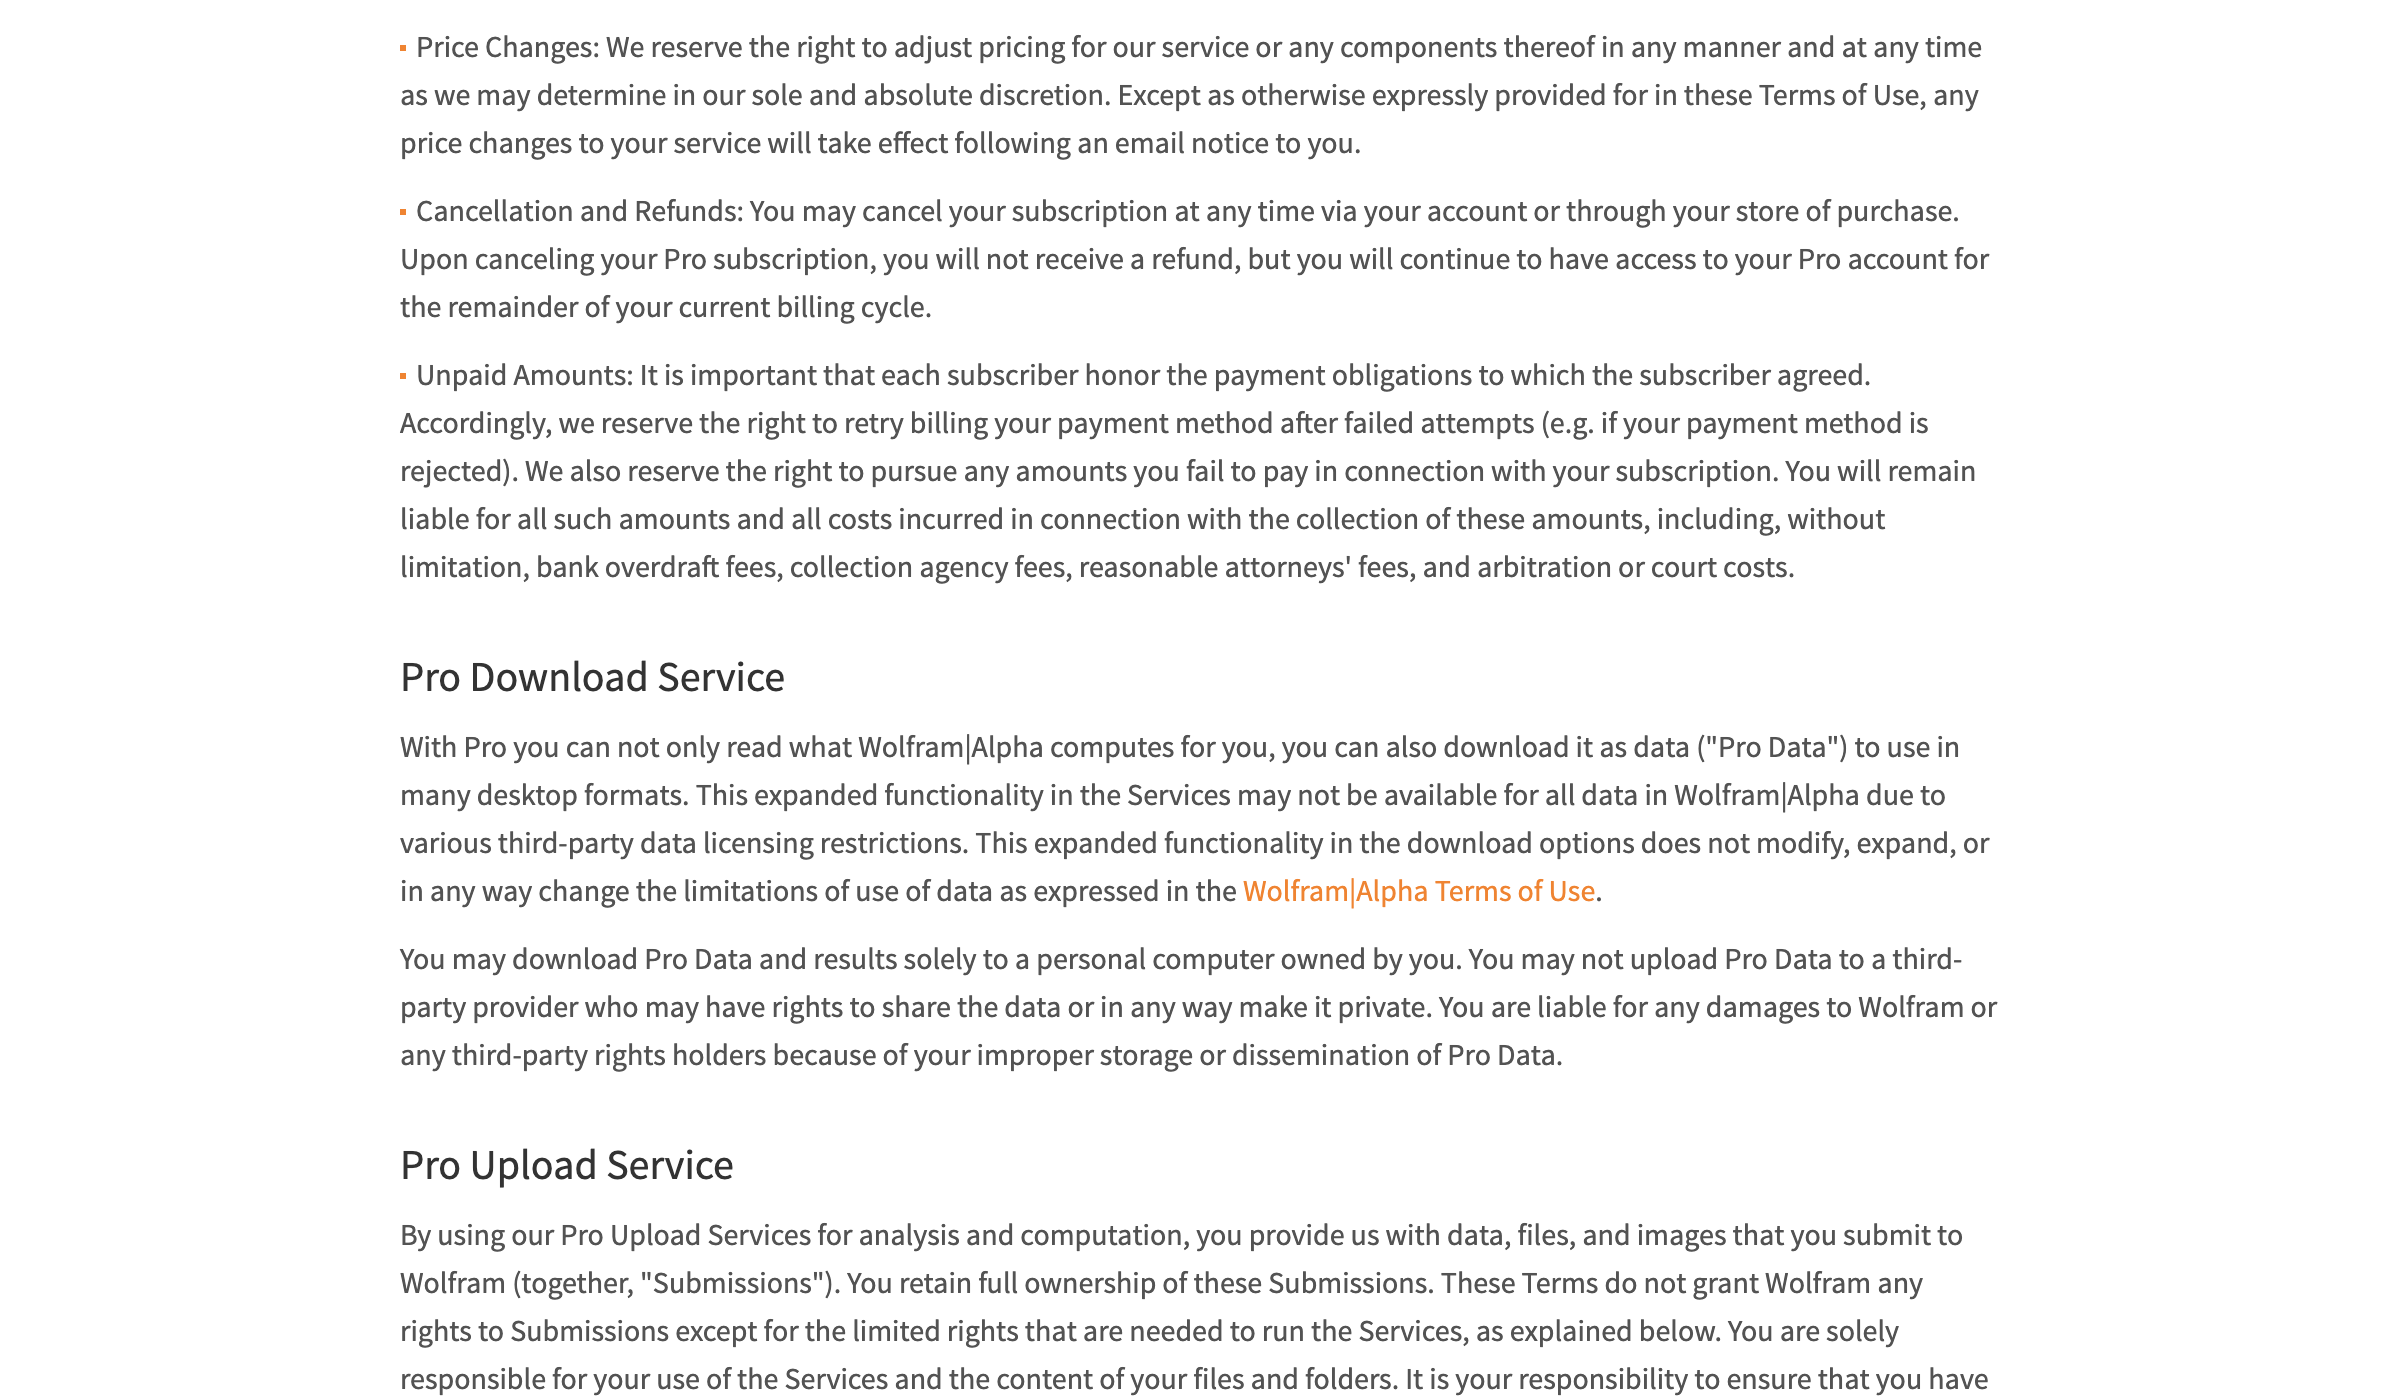 Price Changes: We reserve the right to adjust pricing for our service or any components thereof in any manner and at any time
as we may determine in our sole and absolute discretion. Except as otherwise expressly provided for in these Terms of Use, any
price changes to your service will take effect following an email notice to you.
Cancellation and Refunds: You may cancel your subscription at any time via your account or through your store of purchase.
Upon canceling your Pro subscription, you will not receive a refund, but you will continue to have access to your Pro account for
the remainder of your current billing cycle.
Unpaid Amounts: It is important that each subscriber honor the payment obligations to which the subscriber agreed.
Accordingly, we reserve the right to retry billing your payment method after failed attempts (e.g. if your payment method is
rejected). We also reserve the right to pursue any amounts you fail to pay in connection with your subscription. You will remain
liable for all such amounts and all costs incurred in connection with the collection of these amounts, including, without
limitation, bank overdraft fees, collection agency fees, reasonable attorneys' fees, and arbitration or court costs.
Pro Download Service
With Pro you can not only read what Wolfram|Alpha computes for you, you can also download it as data ("Pro Data") to use in
many desktop formats. This expanded functionality in the Services may not be available for all data in Wolfram|Alpha due to
various third-party data licensing restrictions. This expanded functionality in the download options does not modify, expand, or
in any way change the limitations of use of data as expressed in the Wolfram|Alpha Terms of Use.
You may download Pro Data and results solely to a personal computer owned by you. You may not upload Pro Data to a third-
party provider who may have rights to share the data or in any way make it private. You are liable for any damages to Wolfram or
any third-party rights holders because of your improper storage or dissemination of Pro Data.
Pro Upload Service
By using our Pro Upload Services for analysis and computation, you provide us with data, files, and images that you submit to
Wolfram (together, "Submissions"). You retain full ownership of these Submissions. These Terms do not grant Wolfram any
rights to Submissions except for the limited rights that are needed to run the Services, as explained below. You are solely
responsible for your use of the Services and the content of your files and folders. It is your responsibility to ensure that you have